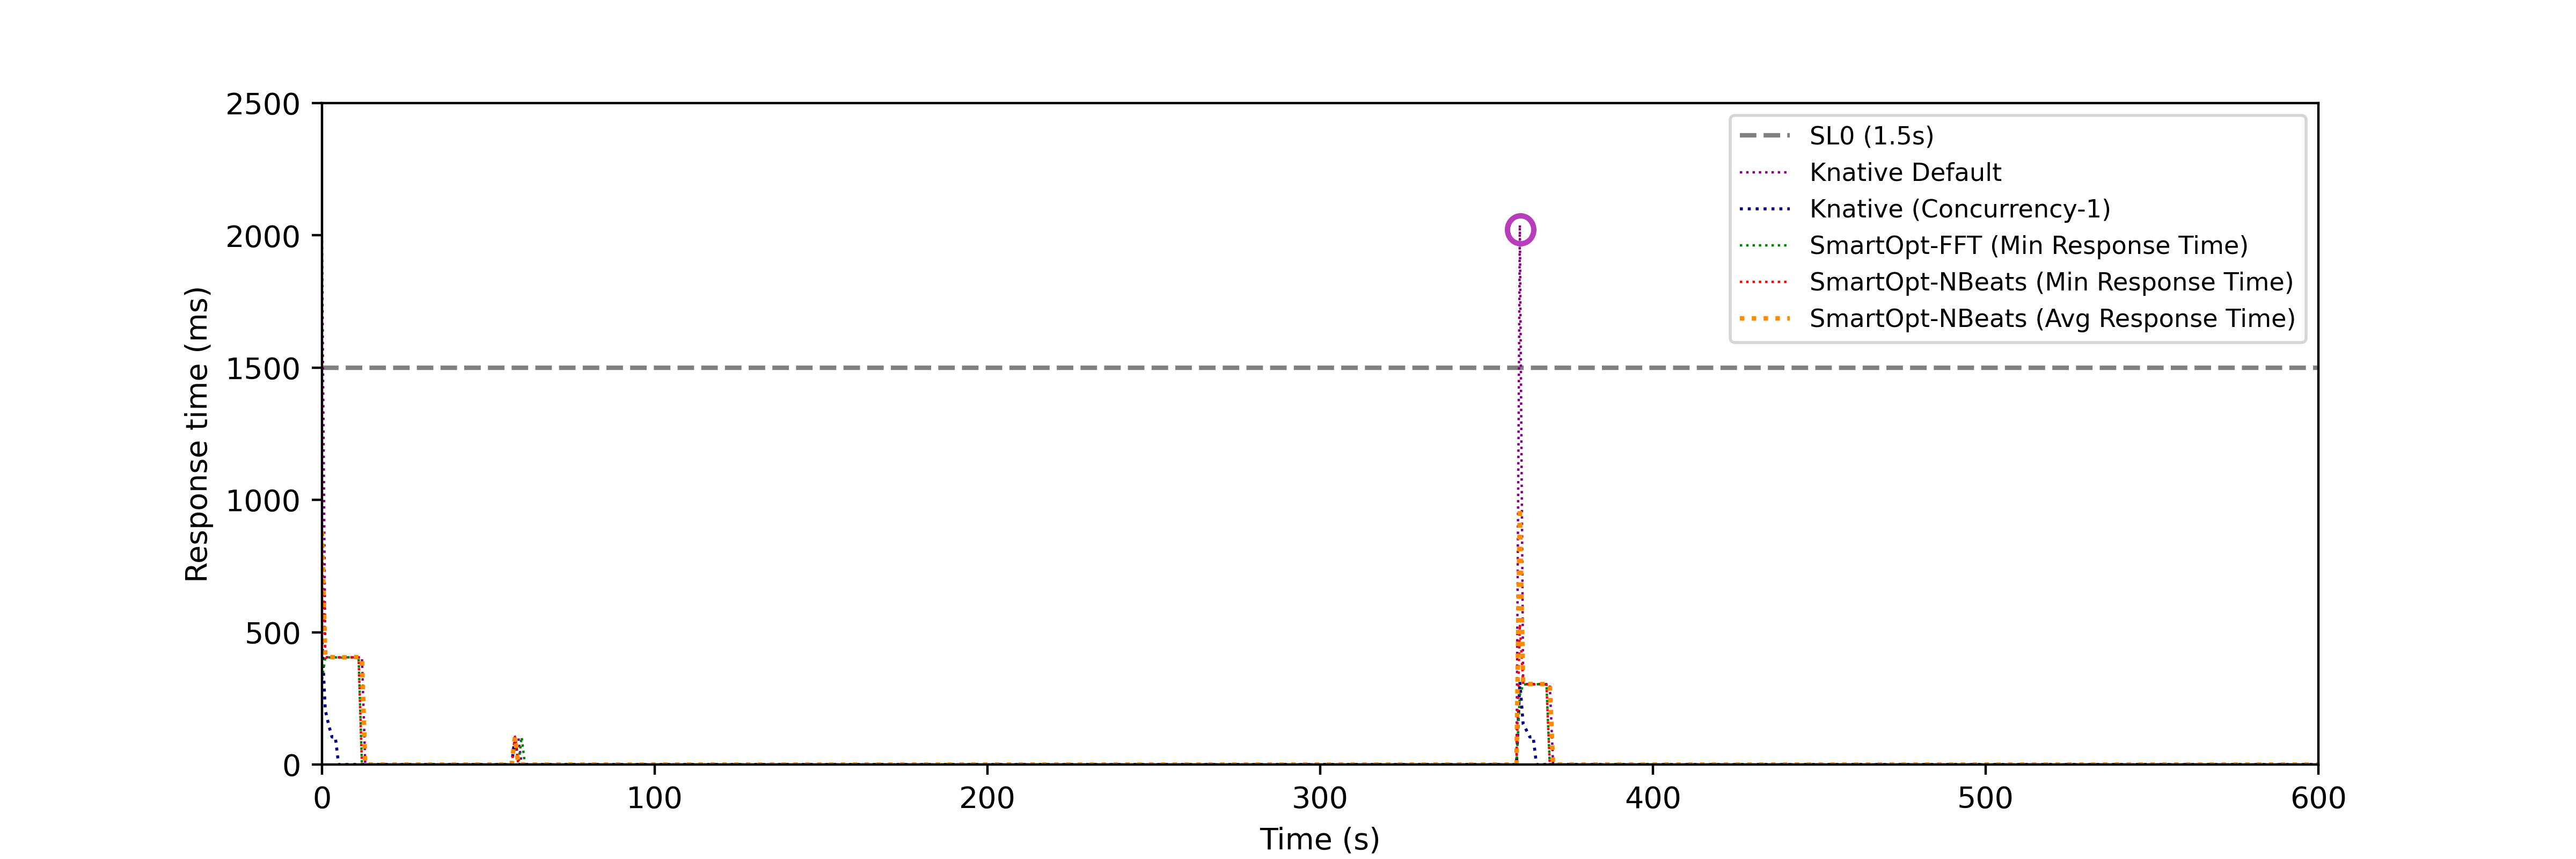 2500
2000
1500
1000
500
0
Response time (ms)
SL0 (1.5s)
Knative Default
Knative (Concurrency-1)
SmartOpt-FFT (Min Response Time)
SmartOpt-NBeats (Min Response Time)
SmartOpt-NBeats (Avg Response Time)
0 100 200 300 400 500 600
Time (s)